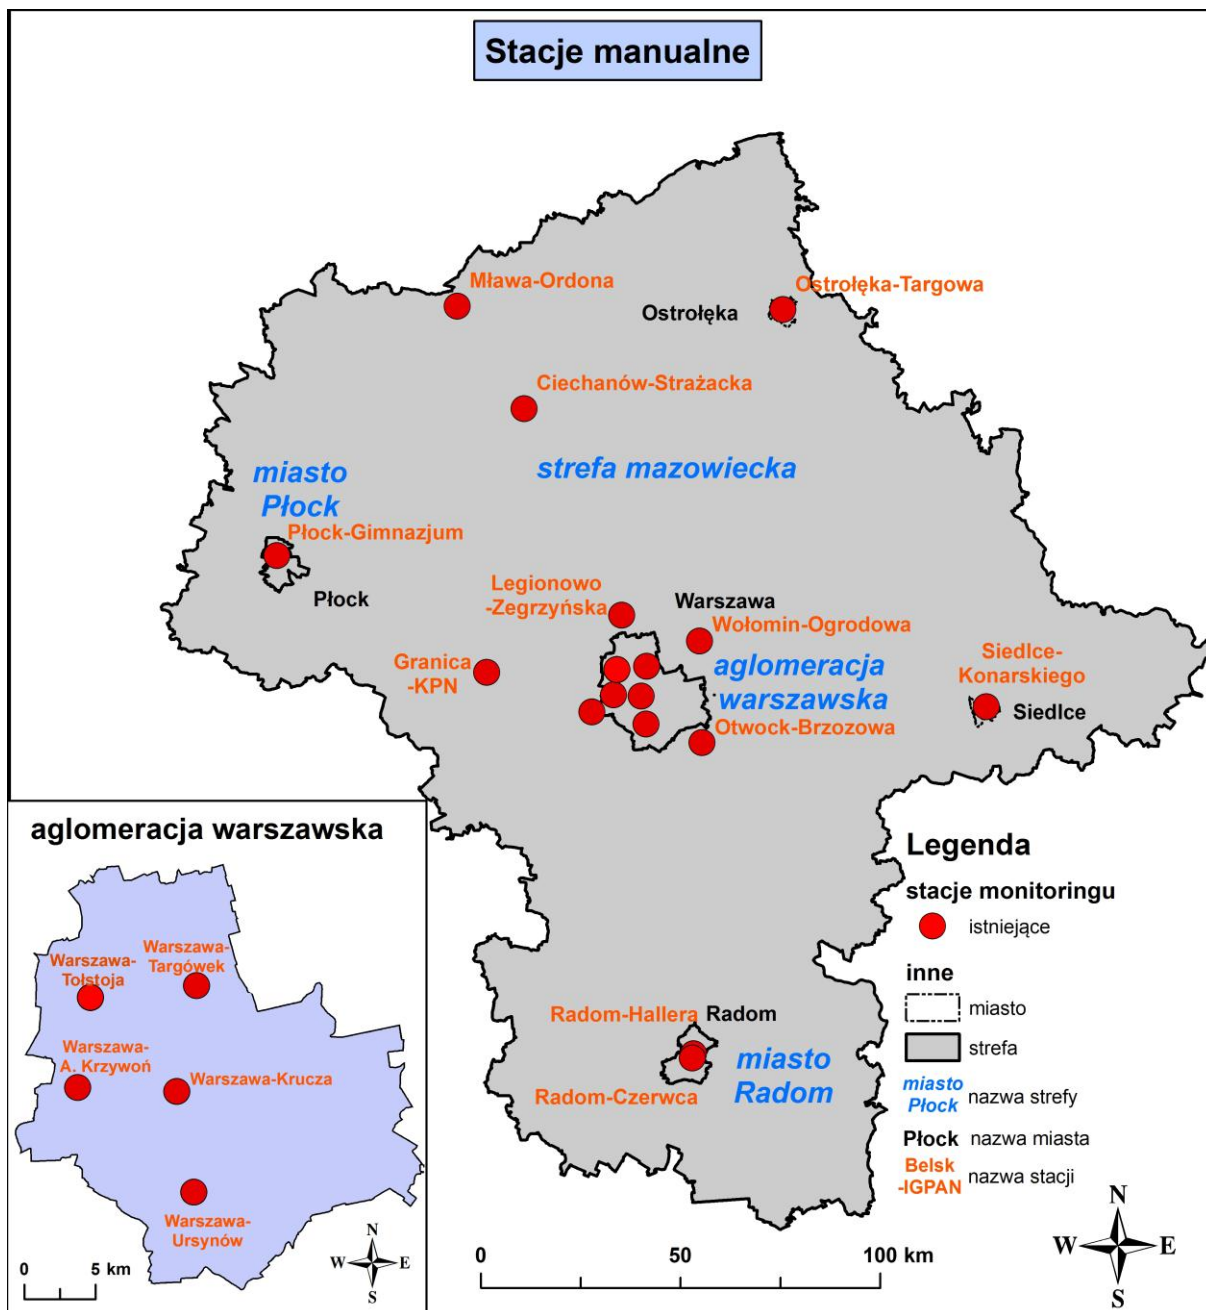 Stacje manualne
Mława-Ordona
Ostrołęka-Targowa
Ostrołęka
Ciechanów-Strażacka
miasto
Płock
strefa mazowiecka
Płock-Gimnazjum
Płock
Legionowo
-Zegrzyńska
Warszawa
Wołomin-Ogrodowa
Granica
-KPN
aglomeracja
warszawska
Siedlce-
Konarskiego
Siedlce
Otwock-Brzozowa
aglomeracja warszawska
Warszawa-
Targówek
Warszawa-
Tołstoja
Warszawa-
A. Krzywoń
Warszawa-Krucza
Warszawa-
Ursynów
0 5 km
N
W E
S
Radom-Hallera
Radom
miasto
Radom
Radom-Czerwca
0 50 100 km
Legenda
stacje monitoringu
istniejące
inne
miasto
strefa
miasto
Płock
nazwa strefy
Płock nazwa miasta
Belsk
-IGPAN
nazwa stacji
N
W E
S